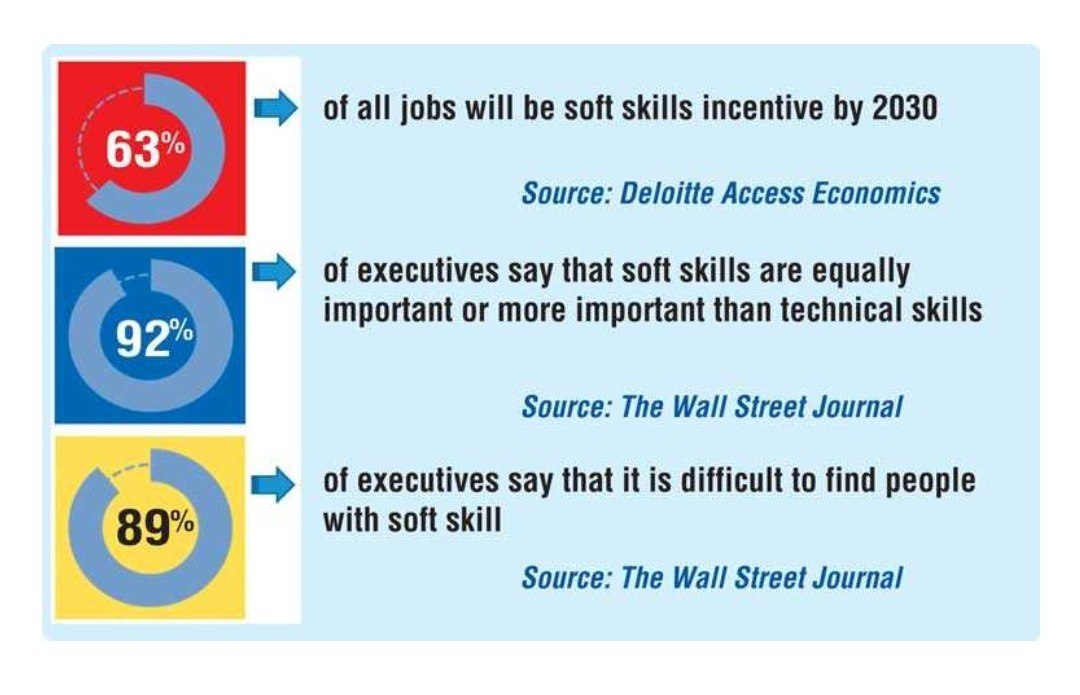 63%
of all jobs will be soft skills incentive by 2030
Source: Deloitte Access Economics
92%
of executives say that soft skills are equally
important or more important than technical skills
Source: The Wall Street Journal
89%
of executives say that it is difficult to find people
with soft skill
Source: The Wall Street Journal